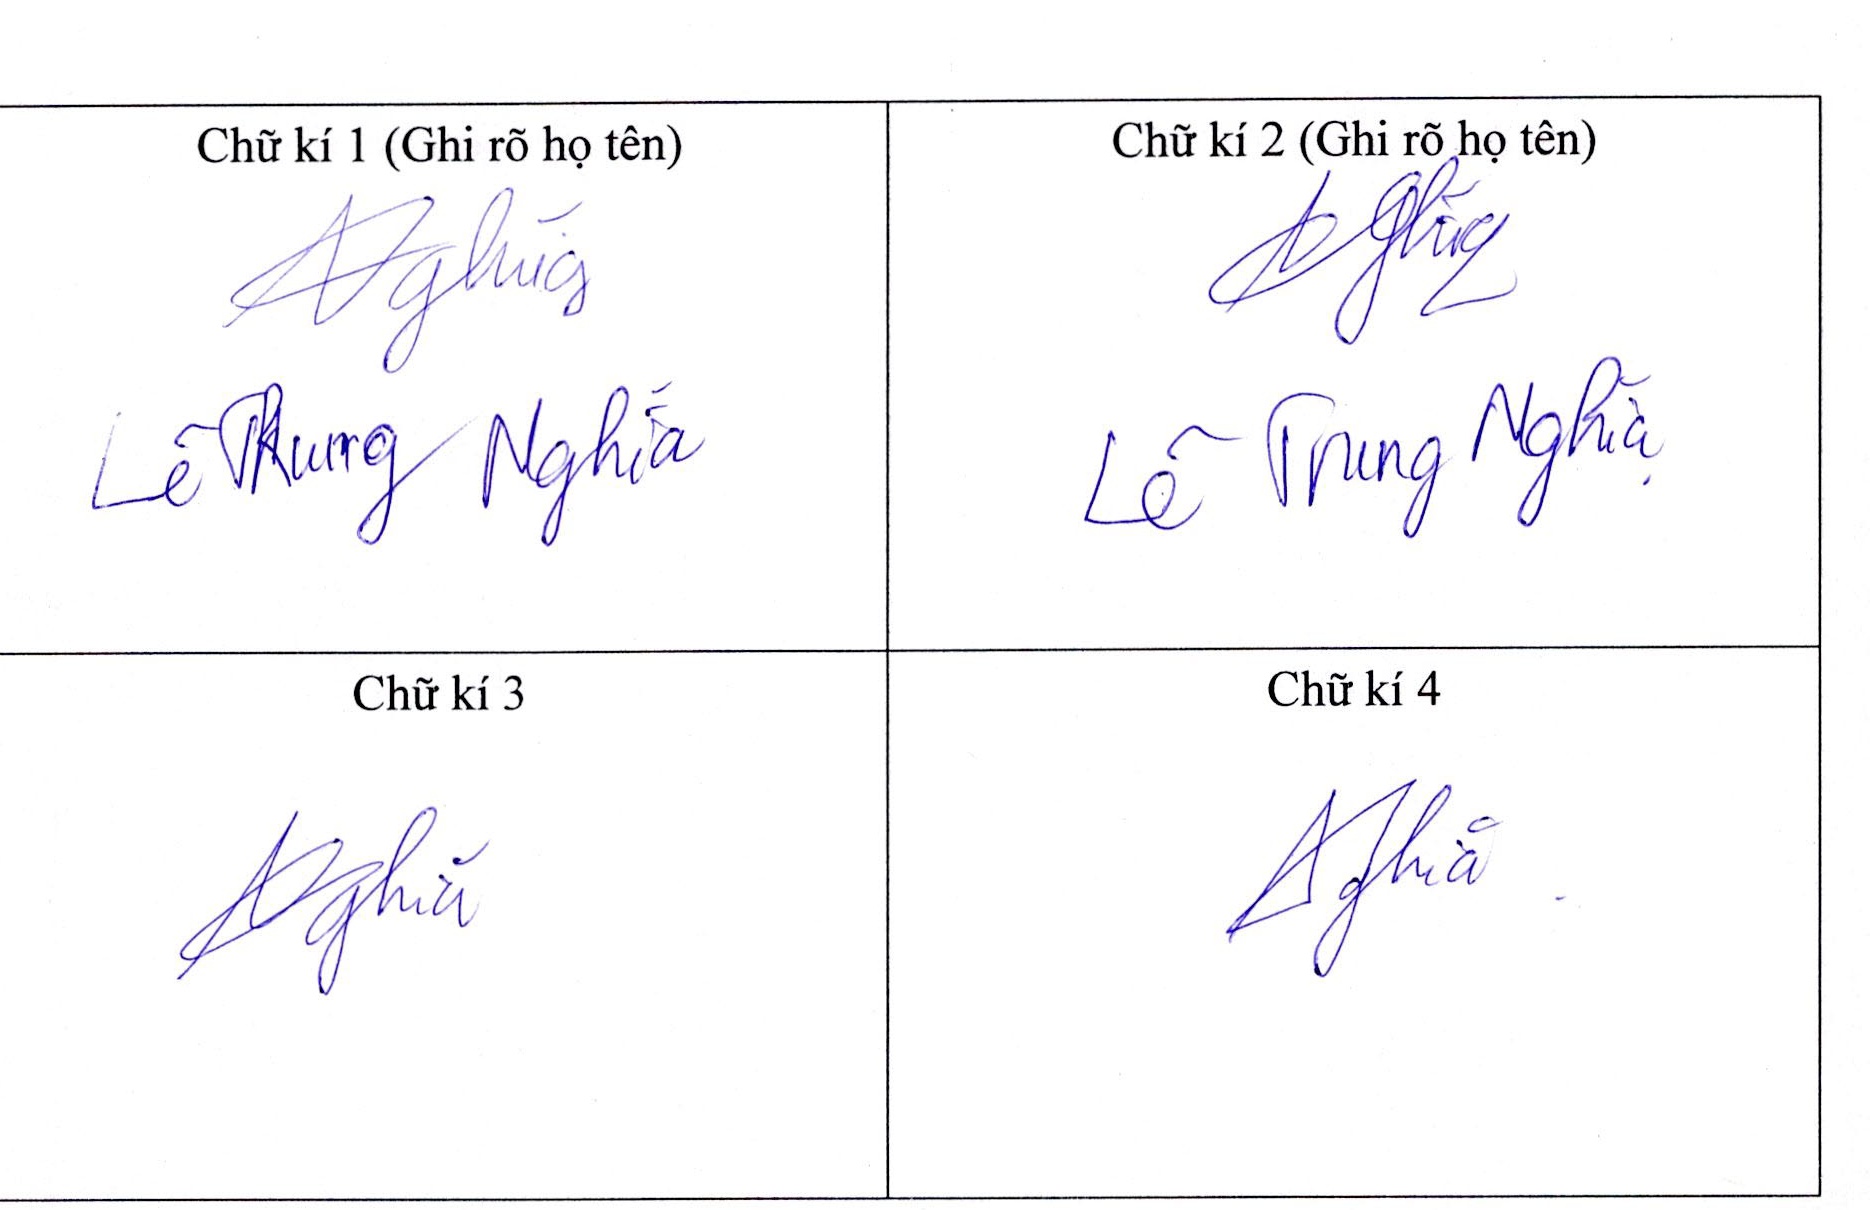 Chữ kí 1 (Ghi rõ họ tên)
Nghĩa
Lê Trung Nghĩa
Chữ kí 2 (Ghi rõ họ tên)
Nghĩa
Lê Trung Nghĩa
Chữ kí 3
Nghĩa
Chữ kí 4
Nghĩa